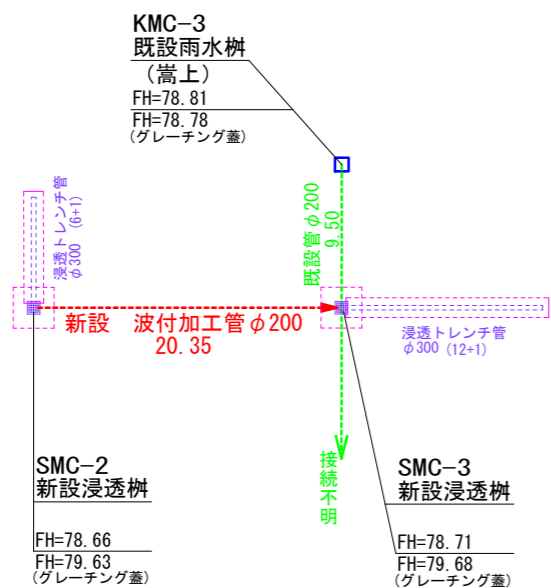 KMC-3
既設雨水桝
(嵩上)
FH=78.81
FH=78.78
(グレーチング蓋)
浸透トレンチ管
φ300 (6+1)
既設管φ200
9.50
新設 波付加工管φ200
20.35
浸透トレンチ管
φ300 (12+1)
接続不明
SMC-2
新設浸透桝
FH=78.66
FH=79.63
(グレーチング蓋)
SMC-3
新設浸透桝
FH=78.71
FH=79.68
(グレーチング蓋)